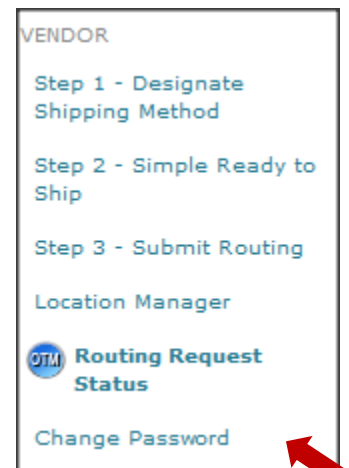 VENDOR
Step 1 - Designate
Shipping Method
Step 2 - Simple Ready to
Ship
Step 3 - Submit Routing
Location Manager
OTM Routing Request
Status
Change Password